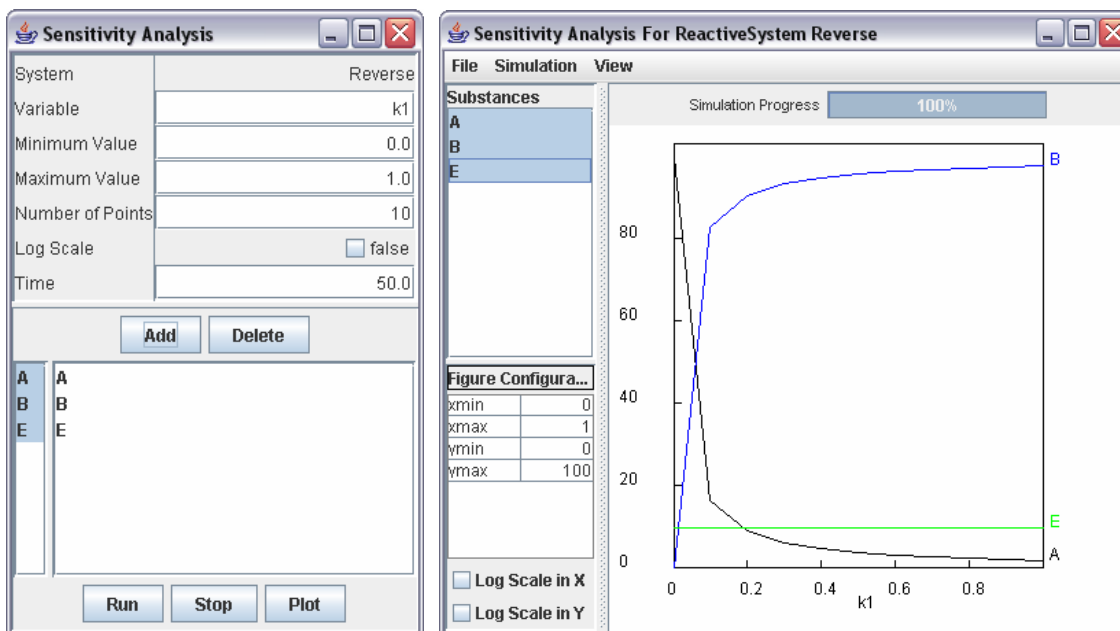 Sensitivity Analysis
System Reverse
Variable k1
Minimum Value 0.0
Maximum Value 1.0
Number of Points 10
Log Scale false
Time 50.0
Add Delete
A A
B B
E E
Run Stop Plot
Sensitivity Analysis For ReactiveSystem Reverse
File Simulation View
Substances
A
B
E
Figure Configura...
xmin 0
xmax 1
ymin 0
ymax 100
Log Scale in X
Log Scale in Y
Simulation Progress 100%
B
80
60
40
20
E
A
0
0 0.2 0.4 0.6 0.8
k1